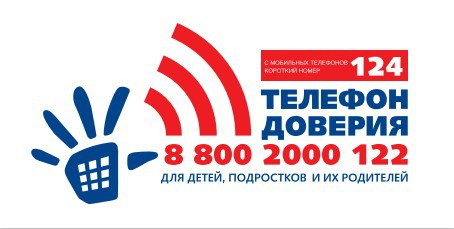 С МОБИЛЬНЫХ ТЕЛЕФОНОВ
КОРОТКИЙ НОМЕР 124
ТЕЛЕФОН
ДОВЕРИЯ
8 800 2000 122
ДЛЯ ДЕТЕЙ, ПОДРОСТКОВ И ИХ РОДИТЕЛЕЙ